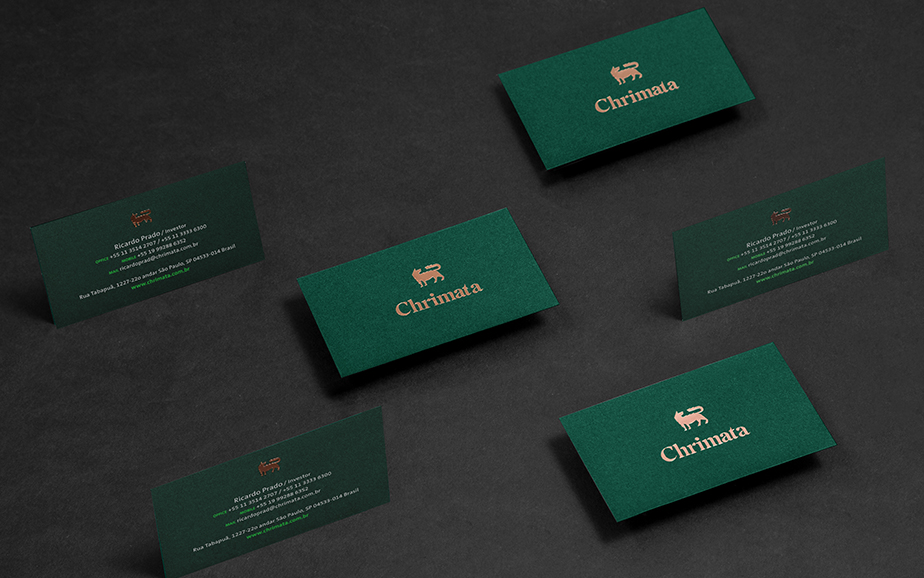 Chrimata
Ricardo Prado / Investor
OFFICE +55 11 3514 2707 / +55 11 3333 6300
MOBILE +55 19 99288 6352
MAIL ricardoprad@chrimata.com.br
Rua Tabapuã, 1227-22o andar São Paulo, SP 04533-014 Brasil
www.chrimata.com.br
Chrimata
Ricardo Prado / Investor
OFFICE +55 11 3514 2707 / +55 11 3333 6300
MOBILE +55 19 99288 6352
MAIL ricardoprad@chrimata.com.br
Rua Tabapuã, 1227-22o andar São Paulo, SP 04533-014 Brasil
www.chrimata.com.br
Chrimata
Ricardo Prado / Investor
OFFICE +55 11 3514 2707 / +55 11 3333 6300
MOBILE +55 19 99288 6352
MAIL ricardoprad@chrimata.com.br
Rua Tabapuã, 1227-22o andar São Paulo, SP 04533-014 Brasil
www.chrimata.com.br